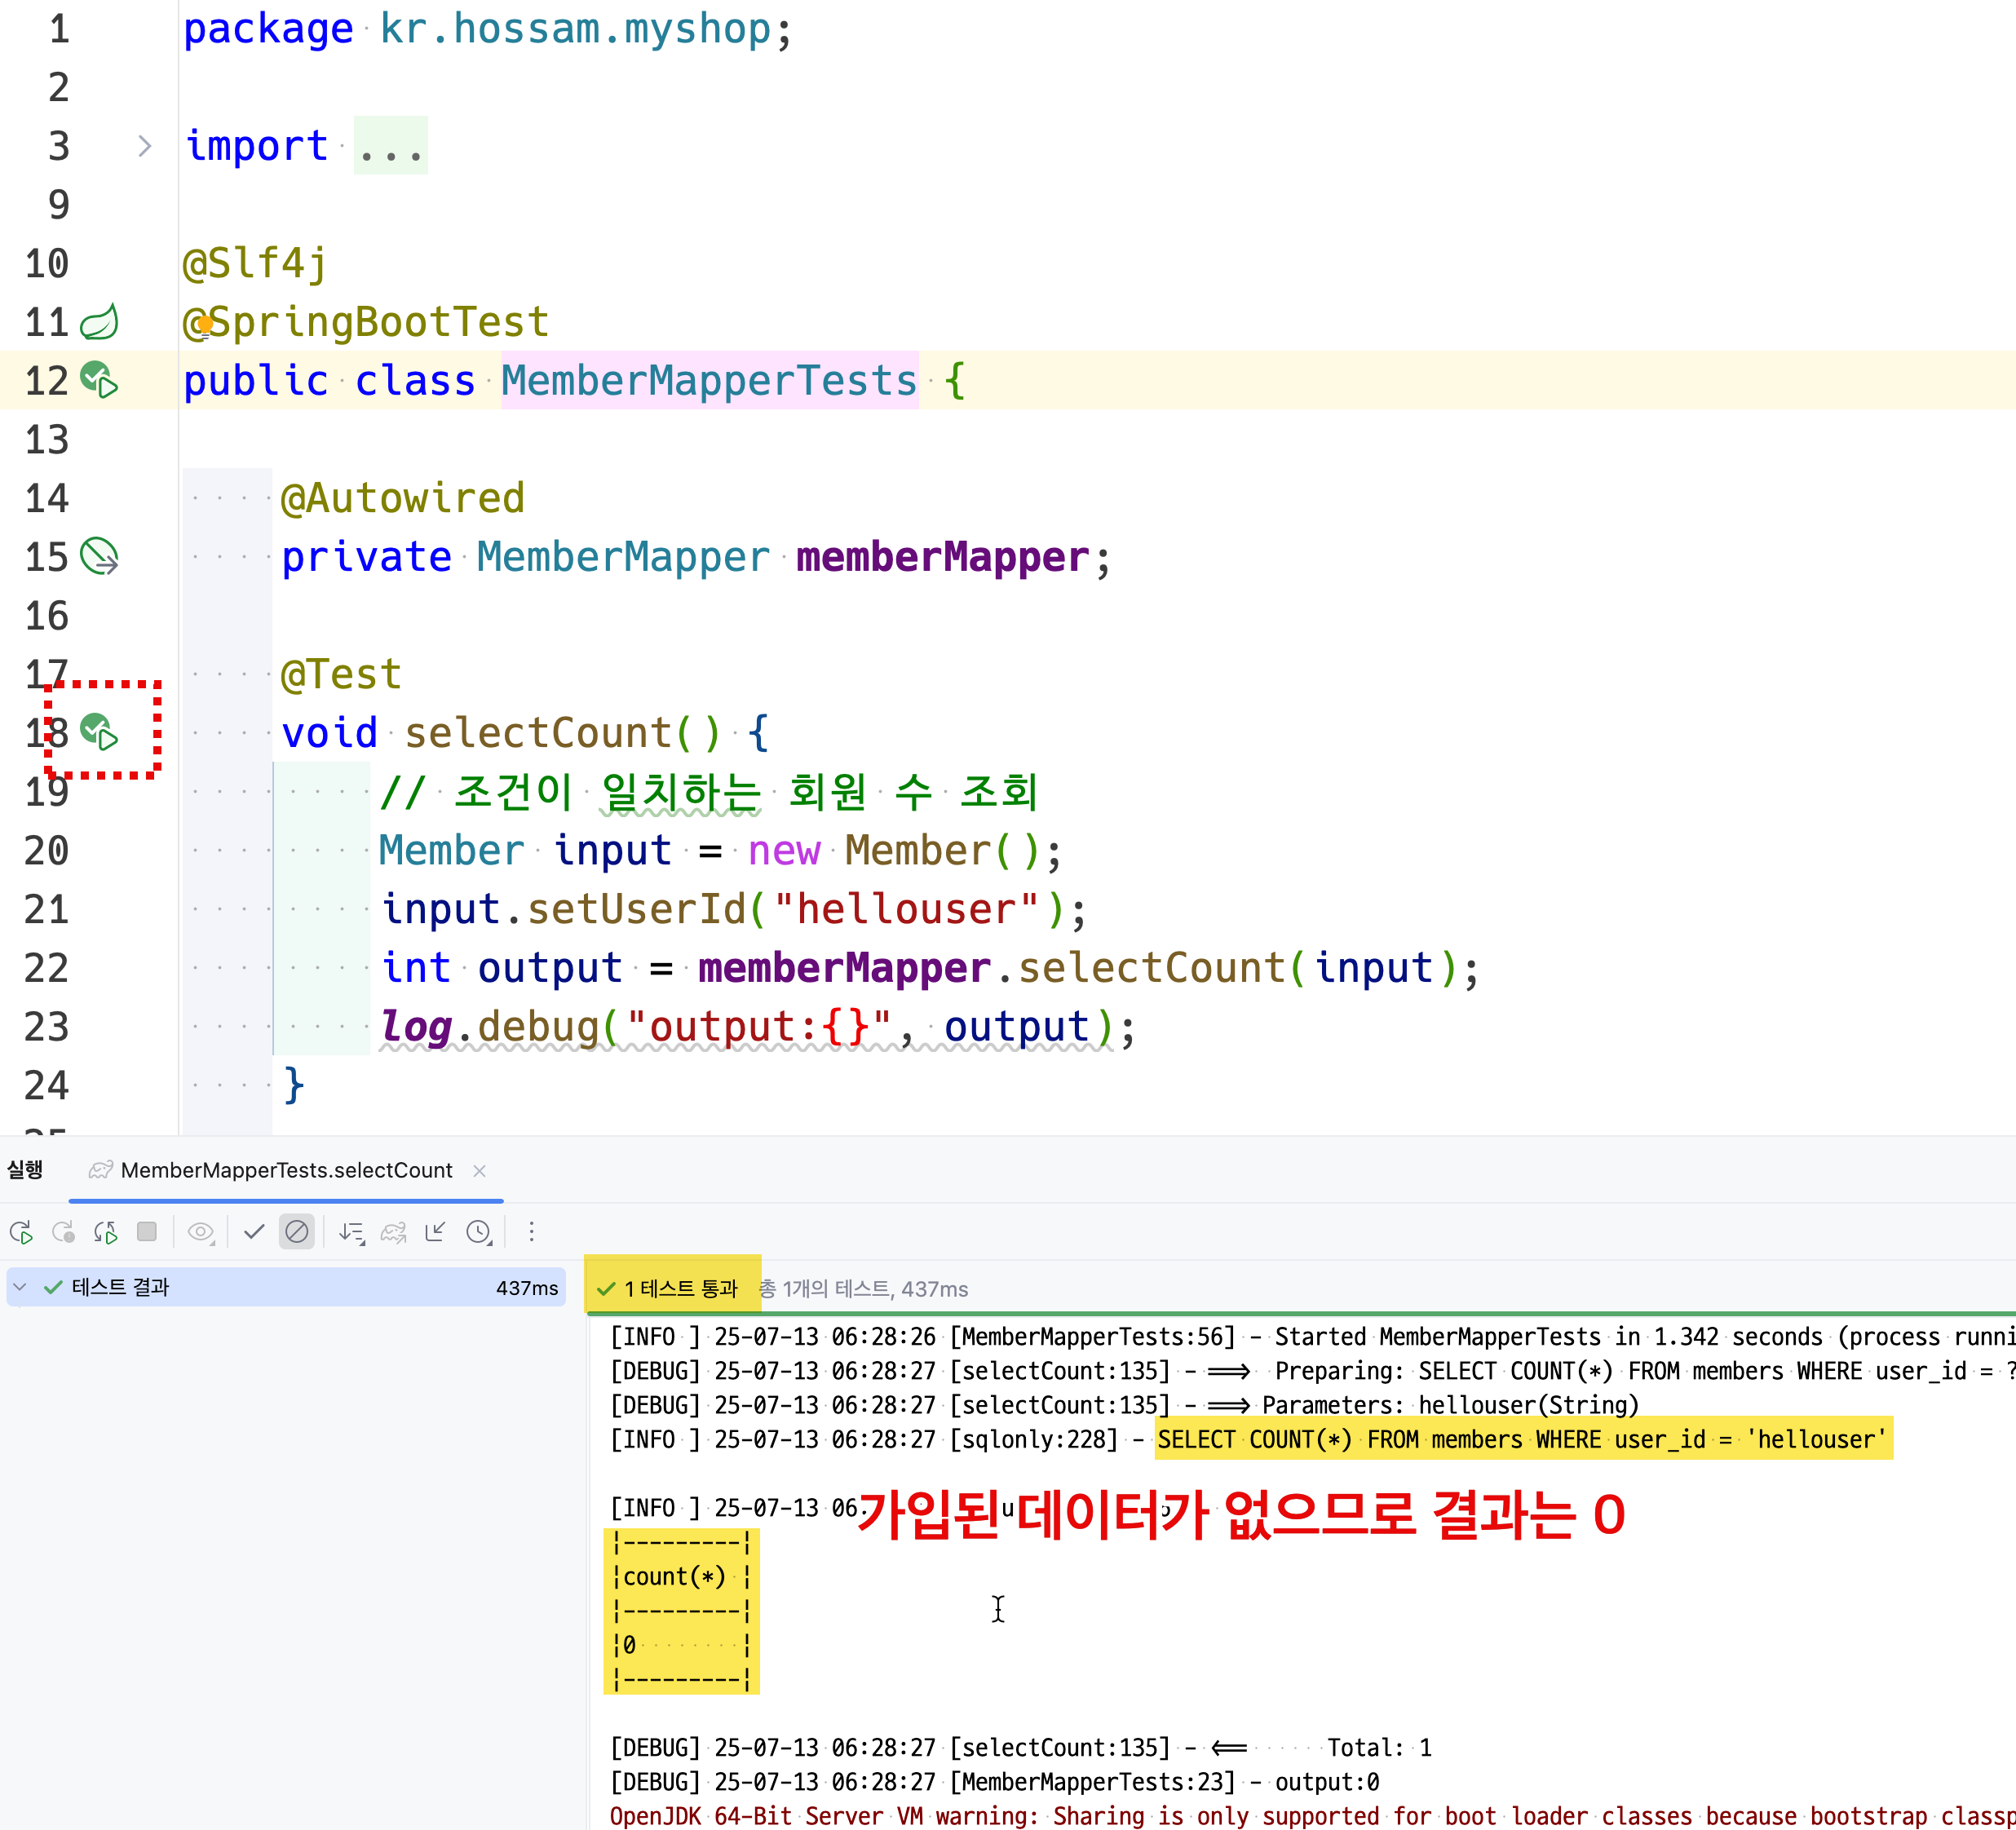 1 package kr.hossam.myshop;
2
3 import ...
9
10 @Slf4j
11 @SpringBootTest
12 public class MemberMapperTests {
13
14 @Autowired
15 private MemberMapper memberMapper;
16
17 @Test
18 void selectCount() {
19 // 조건이 일치하는 회원 수 조회
20 Member input = new Member();
21 input.setUserId("hellouser");
22 int output = memberMapper.selectCount(input);
23 log.debug("output:{}", output);
24 }
실행 MemberMapperTests.selectCount
테스트 결과 437ms
1 테스트 통과 총 1개의 테스트, 437ms
[INFO ] 25-07-13 06:28:26 [MemberMapperTests:56] - Started MemberMapperTests in 1.342 seconds (process runni
[DEBUG] 25-07-13 06:28:27 [selectCount:135] - ==> Preparing: SELECT COUNT(*) FROM members WHERE user_id = ?
[DEBUG] 25-07-13 06:28:27 [selectCount:135] - ==> Parameters: hellouser(String)
[INFO ] 25-07-13 06:28:27 [sqlonly:228] - SELECT COUNT(*) FROM members WHERE user_id = 'hellouser'
[INFO ] 25-07-13 06:
가입된 데이터가 없으므로 결과는 0
|---------|
|count(*) |
|---------|
|0 |
|---------|
[DEBUG] 25-07-13 06:28:27 [selectCount:135] - <== Total: 1
[DEBUG] 25-07-13 06:28:27 [MemberMapperTests:23] - output:0
OpenJDK 64-Bit Server VM warning: Sharing is only supported for boot loader classes because bootstrap classp